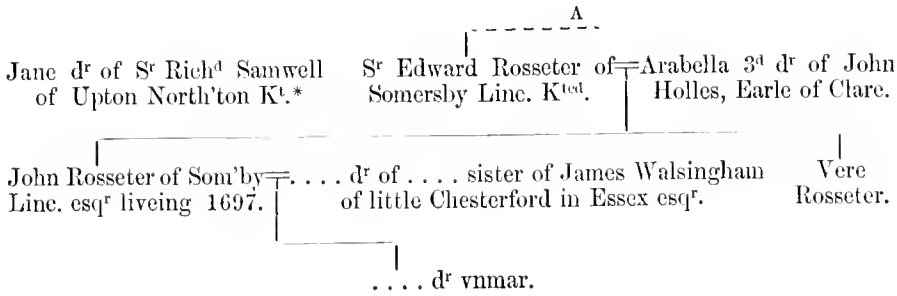 A
Jane dʳ of Sʳ Richᵈ Samwell
of Upton North'ton Kᵗ.*
Sʳ Edward Rosseter of
Somersby Linc. Kᵗᵉᵈ.
Arabella 3ᵈ dʳ of John
Holles, Earle of Clare.
John Rosseter of Som'by
Linc. esqʳ liveing 1697.
. . . . dʳ of . . . . sister of James Walsingham
of little Chesterford in Essex esqʳ.
Vere
Rosseter.
. . . . dʳ vnmar.